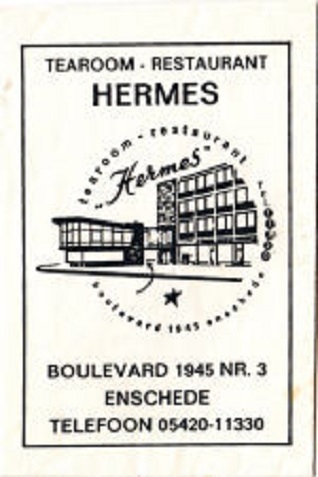 TEAROOM - RESTAURANT
HERMES
tearoom - restaurant
"Hermes"
boulevard 1945 enschede
BOULEVARD 1945 NR. 3
ENSCHEDE
TELEFOON 05420-11330